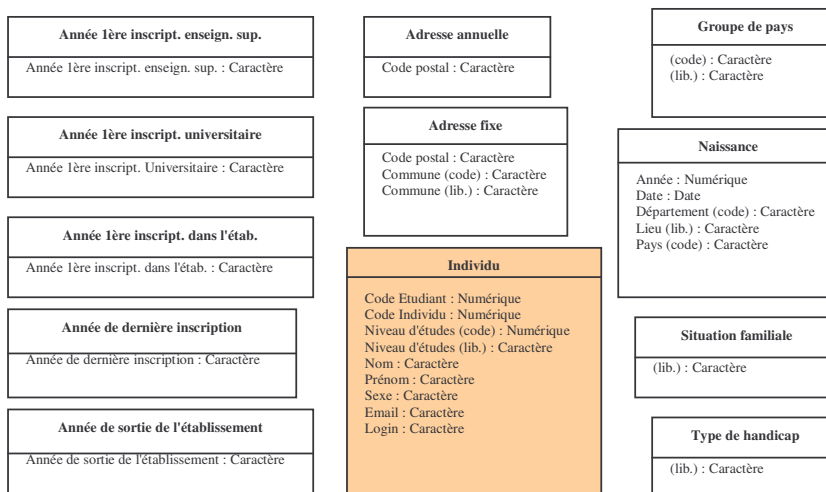 Année 1ère inscript. enseign. sup.
Année 1ère inscript. enseign. sup. : Caractère
Année 1ère inscript. universitaire
Année 1ère inscript. Universitaire : Caractère
Année 1ère inscript. dans l'étab.
Année 1ère inscript. dans l'étab. : Caractère
Année de dernière inscription
Année de dernière inscription : Caractère
Année de sortie de l'établissement
Année de sortie de l'établissement : Caractère
Adresse annuelle
Code postal : Caractère
Adresse fixe
Code postal : Caractère
Commune (code) : Caractère
Commune (lib.) : Caractère
Individu
Code Etudiant : Numérique
Code Individu : Numérique
Niveau d'études (code) : Numérique
Niveau d'études (lib.) : Caractère
Nom : Caractère
Prénom : Caractère
Sexe : Caractère
Email : Caractère
Login : Caractère
Groupe de pays
(code) : Caractère
(lib.) : Caractère
Naissance
Année : Numérique
Date : Date
Département (code) : Caractère
Lieu (lib.) : Caractère
Pays (code) : Caractère
Situation familiale
(lib.) : Caractère
Type de handicap
(lib.) : Caractère